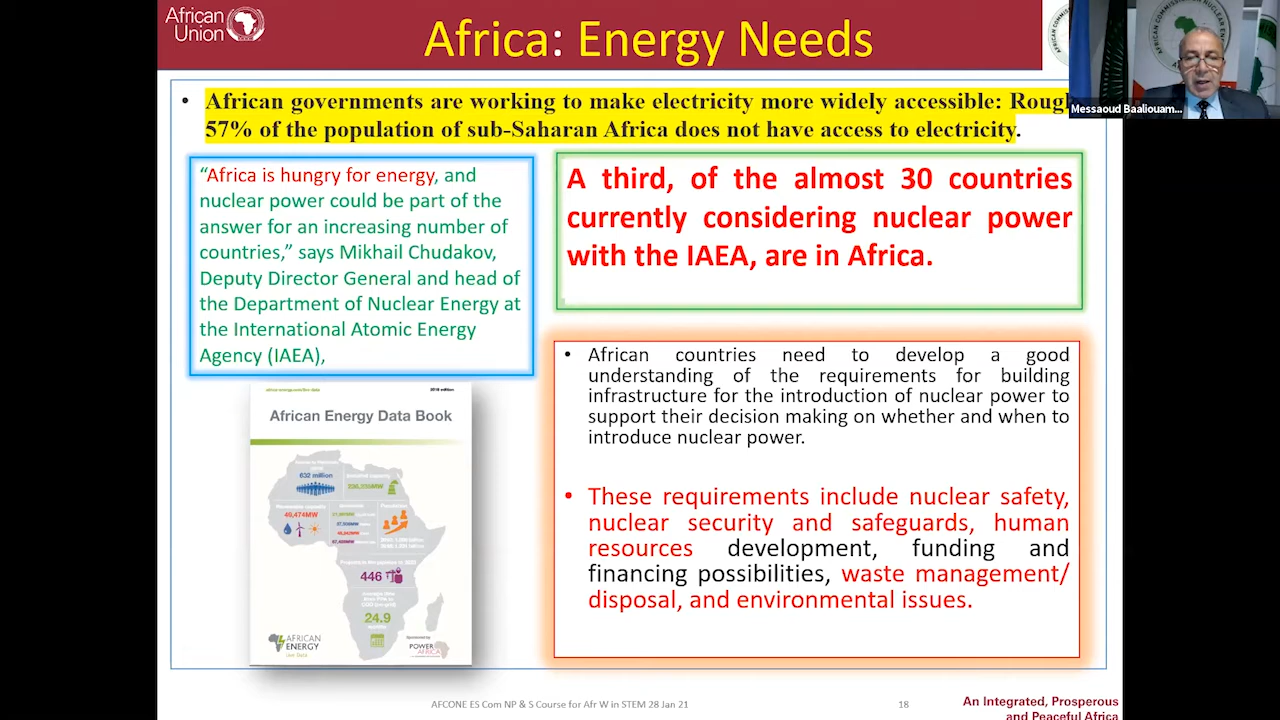 African
Union
Africa: Energy Needs
AFRICAN COMMISSION NUCLEAR
Messaoud Baaliouam...
• African governments are working to make electricity more widely accessible: Rough
57% of the population of sub-Saharan Africa does not have access to electricity.
“Africa is hungry for energy, and
nuclear power could be part of the
answer for an increasing number of
countries,” says Mikhail Chudakov,
Deputy Director General and head of
the Department of Nuclear Energy at
the International Atomic Energy
Agency (IAEA),
A third, of the almost 30 countries
currently considering nuclear power
with the IAEA, are in Africa.
• African countries need to develop a good
understanding of the requirements for building
infrastructure for the introduction of nuclear power to
support their decision making on whether and when to
introduce nuclear power.
• These requirements include nuclear safety,
nuclear security and safeguards, human
resources development, funding and
financing possibilities, waste management/
disposal, and environmental issues.
African Energy Data Book
632 million
446
24.9
AFRICAN
ENERGY
Live Data
POWER
AFRICA
AFCONE ES Com NP & S Course for Afr W in STEM 28 Jan 21
18
An Integrated, Prosperous
and Peaceful Africa